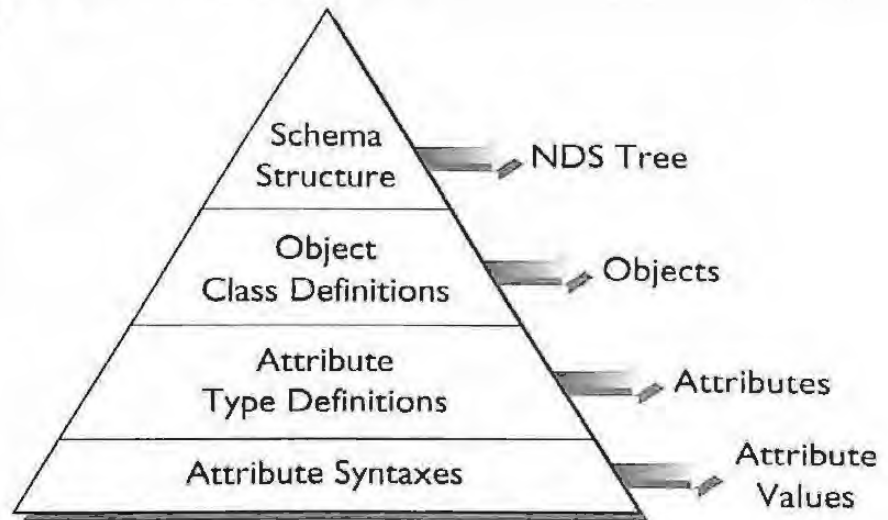 Schema
Structure
NDS Tree
Object
Class Definitions
Objects
Attribute
Type Definitions
Attributes
Attribute Syntaxes
Attribute
Values